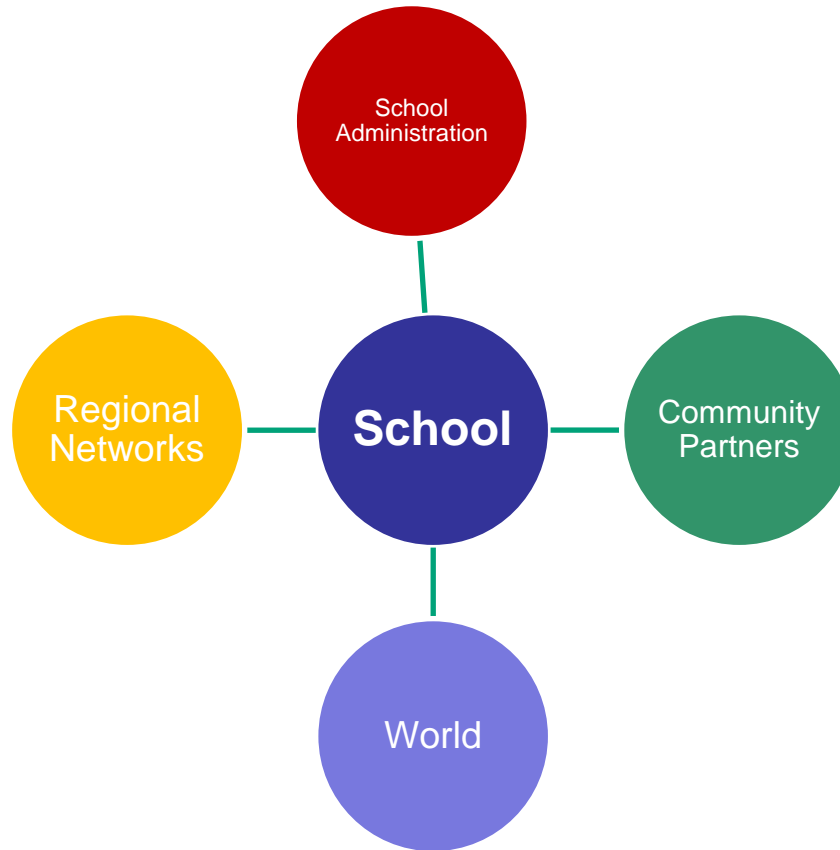 School
Administration
Regional
Networks
School
Community
Partners
World